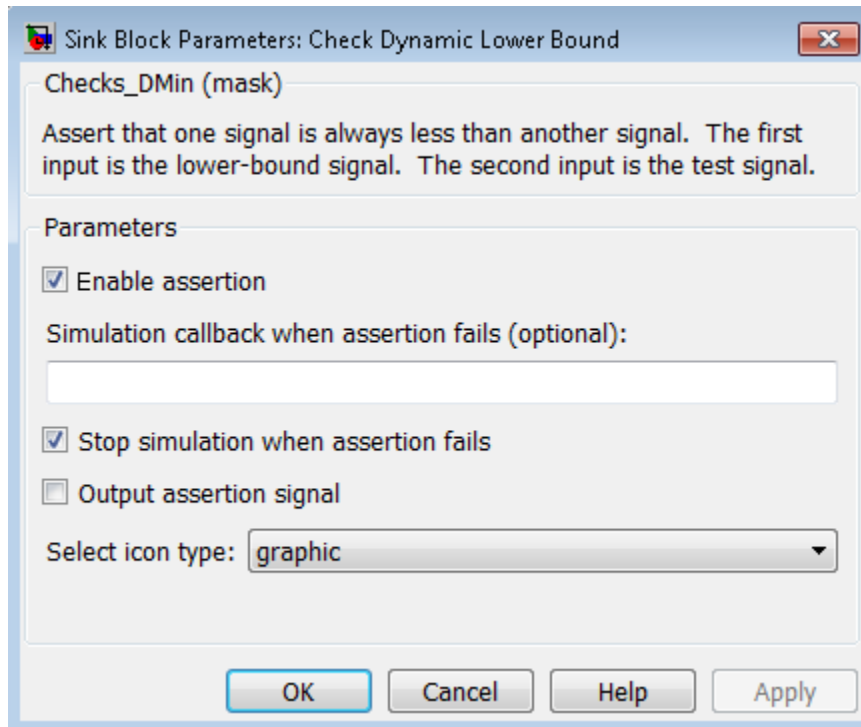 Sink Block Parameters: Check Dynamic Lower Bound
Checks_DMin (mask)
Assert that one signal is always less than another signal.  The first
input is the lower-bound signal.  The second input is the test signal.
Parameters
Enable assertion
Simulation callback when assertion fails (optional):
Stop simulation when assertion fails
Output assertion signal
Select icon type: graphic
OK Cancel Help Apply